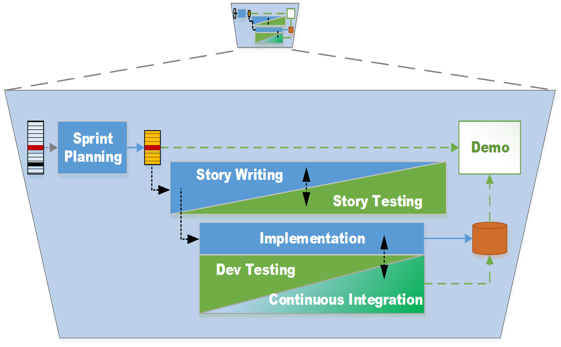 Sprint
Planning
Demo
Story Writing
Story Testing
Implementation
Dev Testing
Continuous Integration